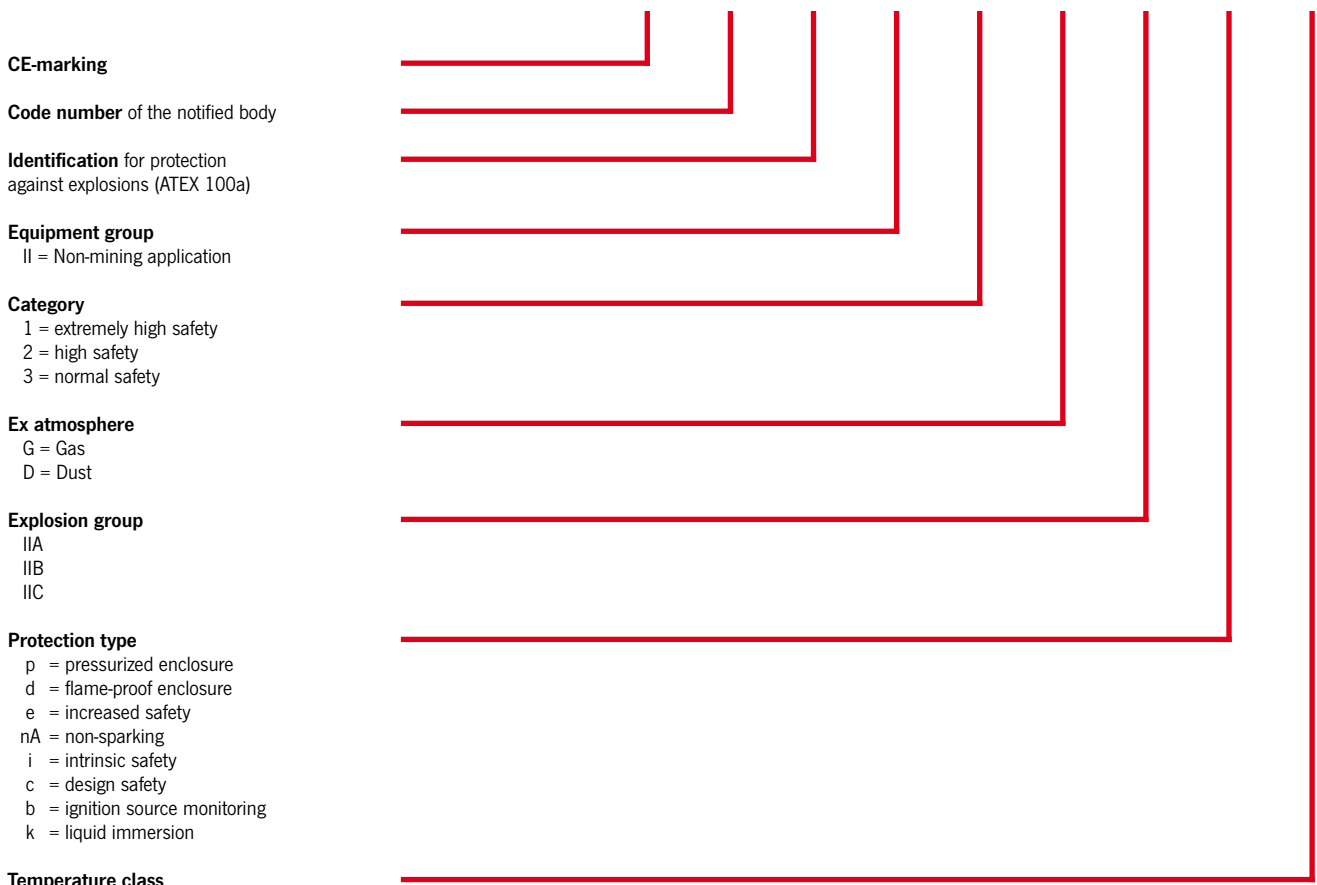 CE-marking
Code number of the notified body
Identification for protection
against explosions (ATEX 100a)
Equipment group
II = Non-mining application
Category
1 = extremely high safety
2 = high safety
3 = normal safety
Ex atmosphere
G = Gas
D = Dust
Explosion group
IIA
IIB
IIC
Protection type
p = pressurized enclosure
d = flame-proof enclosure
e = increased safety
nA = non-sparking
i = intrinsic safety
c = design safety
b = ignition source monitoring
k = liquid immersion
Temperature class